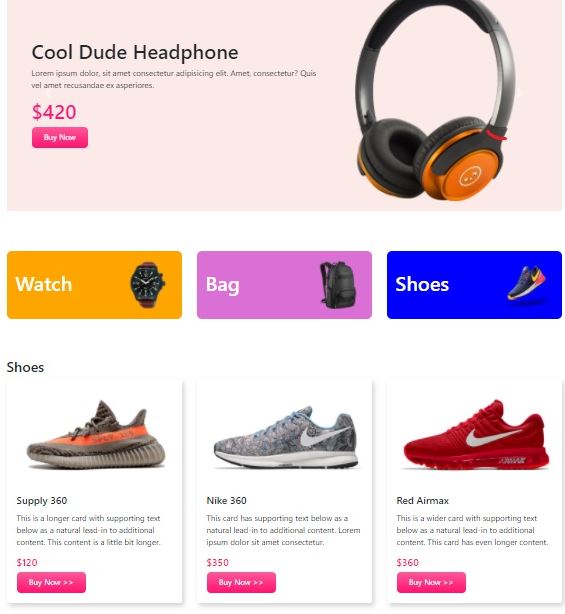 Cool Dude Headphone
Lorem ipsum dolor, sit amet consectetur adipisicing elit. Amet, consectetur? Quis
vel amet recusandae ex asperiores.
$420
Buy Now
Watch
Bag
Shoes
Shoes
Supply 360
This is a longer card with supporting text
below as a natural lead-in to additional
content. This content is a little bit longer.
$120
Buy Now >>
Nike 360
This card has supporting text below as a
natural lead-in to additional content. Lorem
ipsum dolor sit amet consectetur.
$350
Buy Now >>
Red Airmax
This is a wider card with supporting text
below as a natural lead-in to additional
content. This card has even longer content.
$360
Buy Now >>